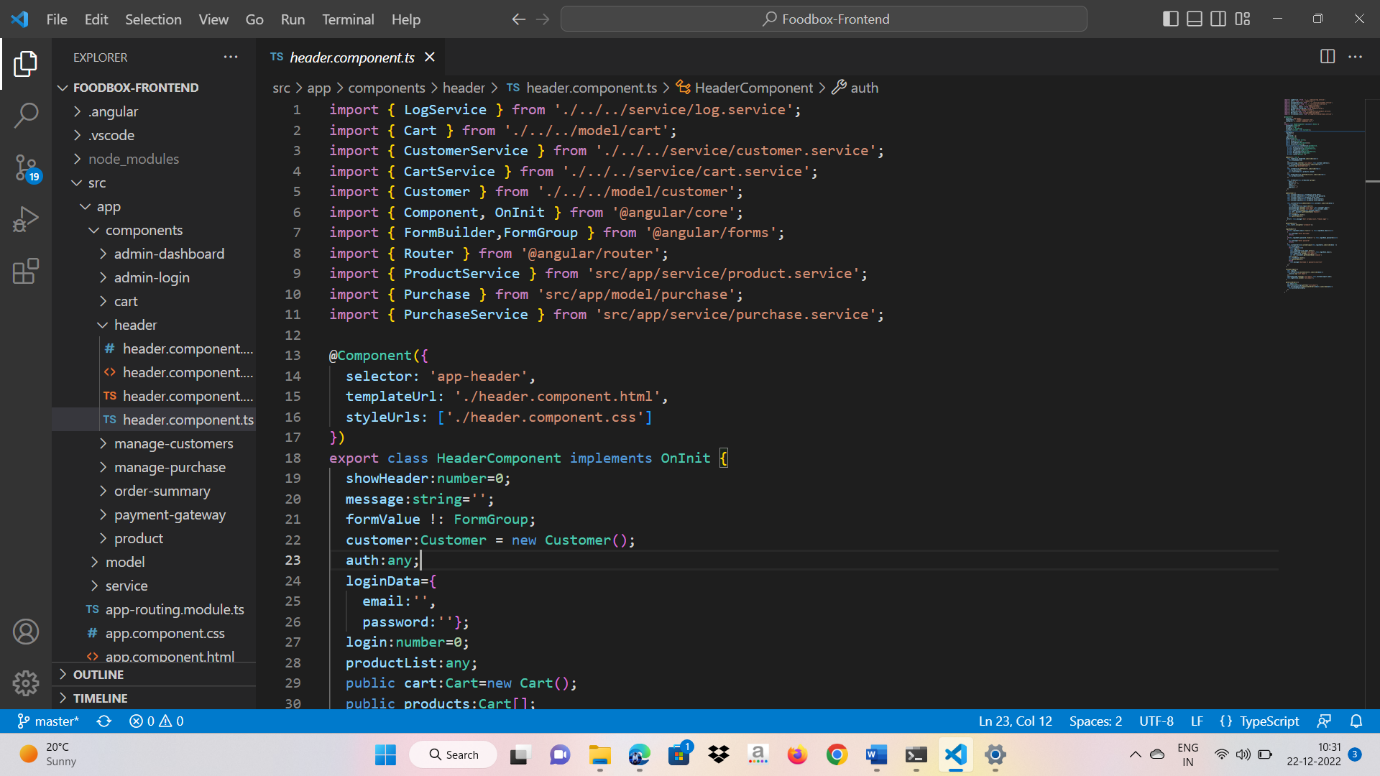 File Edit Selection View Go Run Terminal Help
Foodbox-Frontend
EXPLORER
FOODBOX-FRONTEND
.angular
.vscode
node_modules
src
app
components
admin-dashboard
admin-login
cart
header
header.component....
header.component....
header.component....
header.component.ts
manage-customers
manage-purchase
order-summary
payment-gateway
product
model
service
app-routing.module.ts
app.component.css
app.component.html
OUTLINE
TIMELINE
19
TS header.component.ts
src > app > components > header > TS header.component.ts > HeaderComponent > auth
1 import { LogService } from './../../service/log.service';
2 import { Cart } from './../../model/cart';
3 import { CustomerService } from './../../service/customer.service';
4 import { CartService } from './../../service/cart.service';
5 import { Customer } from './../../model/customer';
6 import { Component, OnInit } from '@angular/core';
7 import { FormBuilder,FormGroup } from '@angular/forms';
8 import { Router } from '@angular/router';
9 import { ProductService } from 'src/app/service/product.service';
10 import { Purchase } from 'src/app/model/purchase';
11 import { PurchaseService } from 'src/app/service/purchase.service';
12
13 @Component({
14 selector: 'app-header',
15 templateUrl: './header.component.html',
16 styleUrls: ['./header.component.css']
17 })
18 export class HeaderComponent implements OnInit {
19 showHeader:number=0;
20 message:string='';
21 formValue !: FormGroup;
22 customer:Customer = new Customer();
23 auth:any;
24 loginData={
25 email:'',
26 password:''};
27 login:number=0;
28 productList:any;
29 public cart:Cart=new Cart();
30 public products:Cart[];
master* 0 0 Ln 23, Col 12 Spaces: 2 UTF-8 LF {} TypeScript
20°C
Sunny
Search
1
ENG
IN
10:31
22-12-2022
3